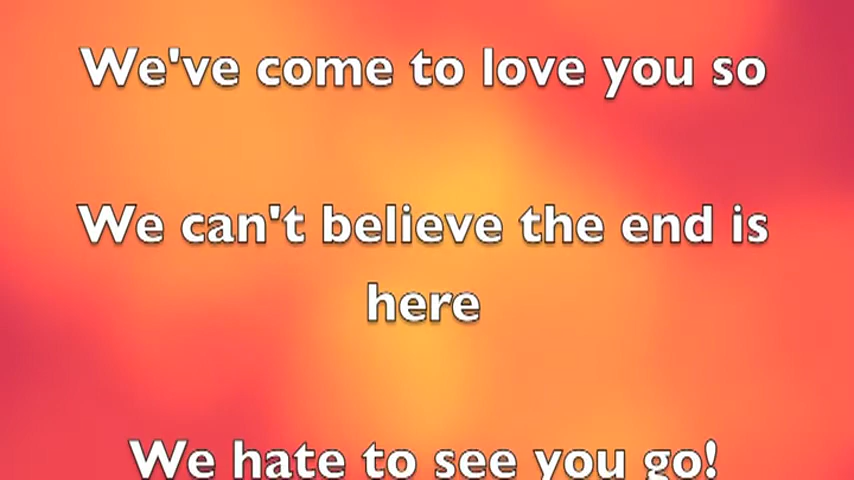 We've come to love you so
We can't believe the end is
here
We hate to see you go!